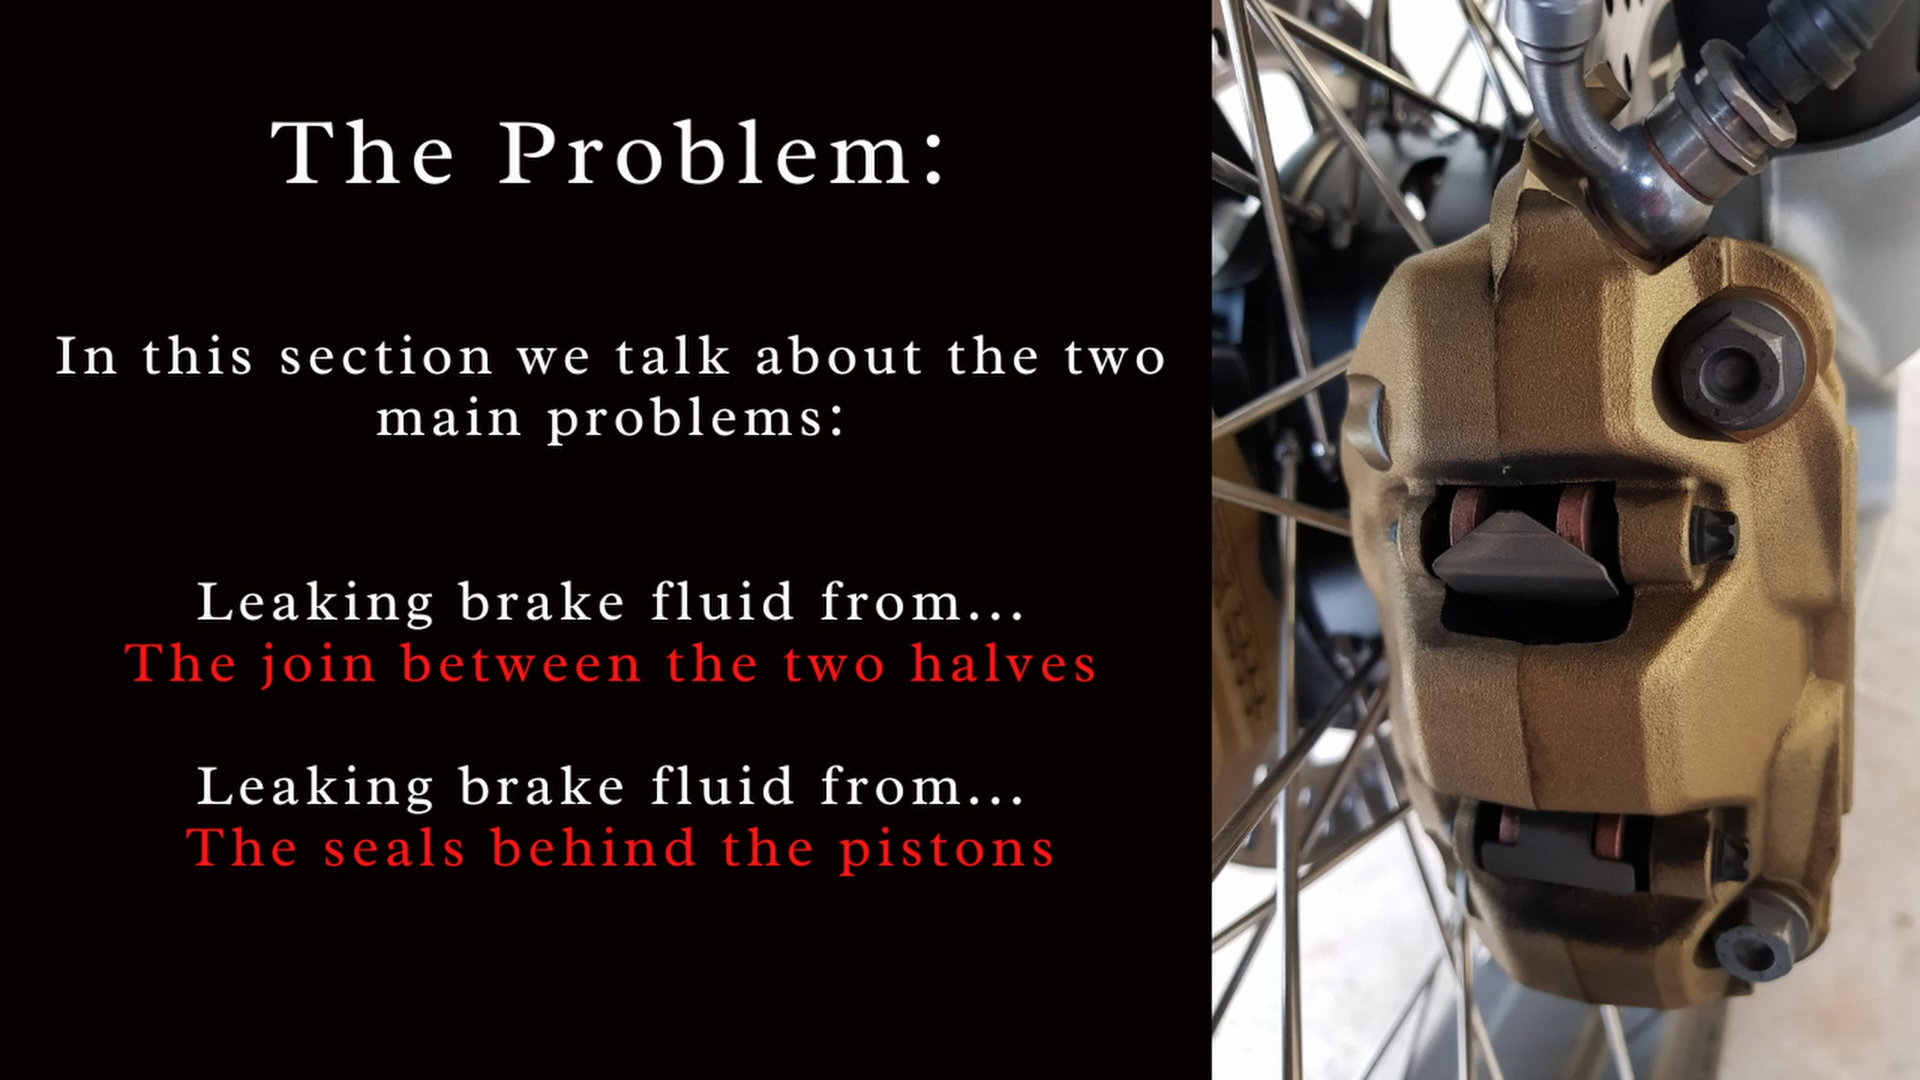 The Problem:
In this section we talk about the two
main problems:
Leaking brake fluid from...
The join between the two halves
Leaking brake fluid from...
The seals behind the pistons